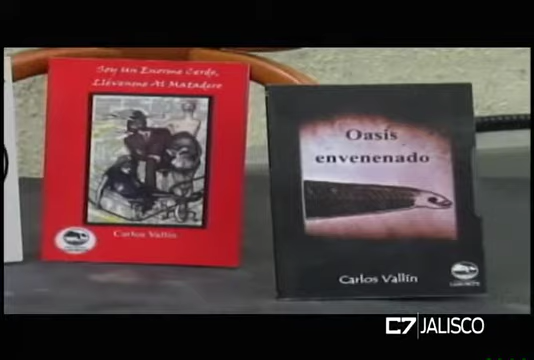 Soy Un Enorme Cerdo,
Llévenme Al Matadero
Carlos Vallín
Oasis
envenenado
Carlos Vallín
C7 JALISCO